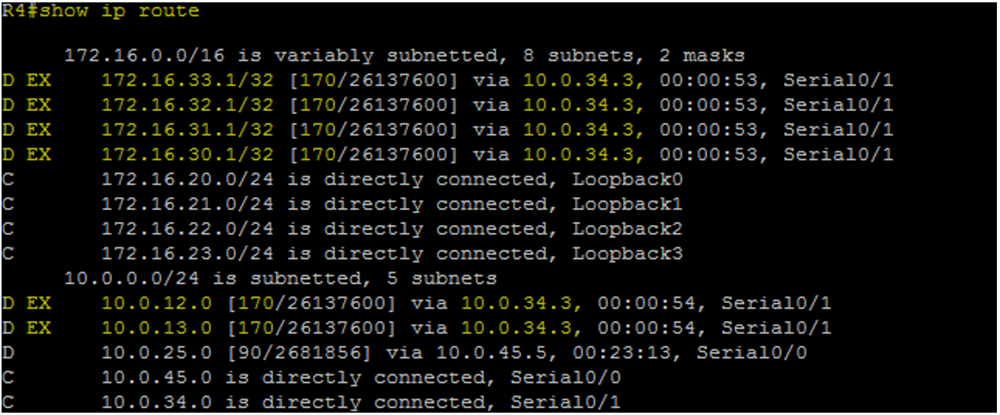 R4#show ip route
172.16.0.0/16 is variably subnetted, 8 subnets, 2 masks
D EX 172.16.33.1/32 [170/26137600] via 10.0.34.3, 00:00:53, Serial0/1
D EX 172.16.32.1/32 [170/26137600] via 10.0.34.3, 00:00:53, Serial0/1
D EX 172.16.31.1/32 [170/26137600] via 10.0.34.3, 00:00:53, Serial0/1
D EX 172.16.30.1/32 [170/26137600] via 10.0.34.3, 00:00:53, Serial0/1
C 172.16.20.0/24 is directly connected, Loopback0
C 172.16.21.0/24 is directly connected, Loopback1
C 172.16.22.0/24 is directly connected, Loopback2
C 172.16.23.0/24 is directly connected, Loopback3
10.0.0.0/24 is subnetted, 5 subnets
D EX 10.0.12.0 [170/26137600] via 10.0.34.3, 00:00:54, Serial0/1
D EX 10.0.13.0 [170/26137600] via 10.0.34.3, 00:00:54, Serial0/1
D 10.0.25.0 [90/2681856] via 10.0.45.5, 00:23:13, Serial0/0
C 10.0.45.0 is directly connected, Serial0/0
C 10.0.34.0 is directly connected, Serial0/1